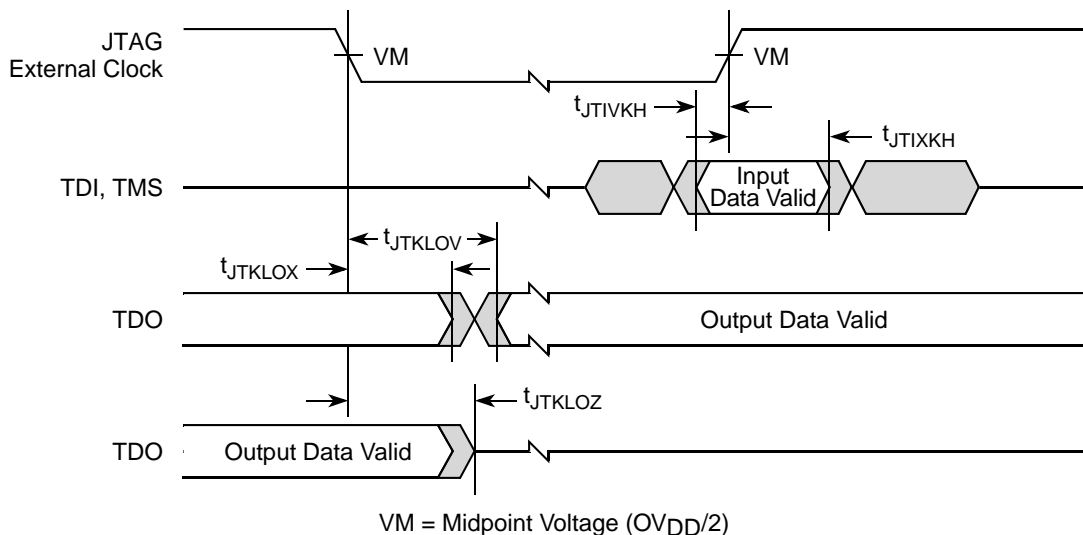 JTAG
External Clock
VM
VM
tJTIVKH
tJTIXKH
TDI, TMS
Input
Data Valid
tJTKLOV
tJTKLOX
TDO
Output Data Valid
tJTKLOZ
TDO
Output Data Valid
VM = Midpoint Voltage (OVDD/2)